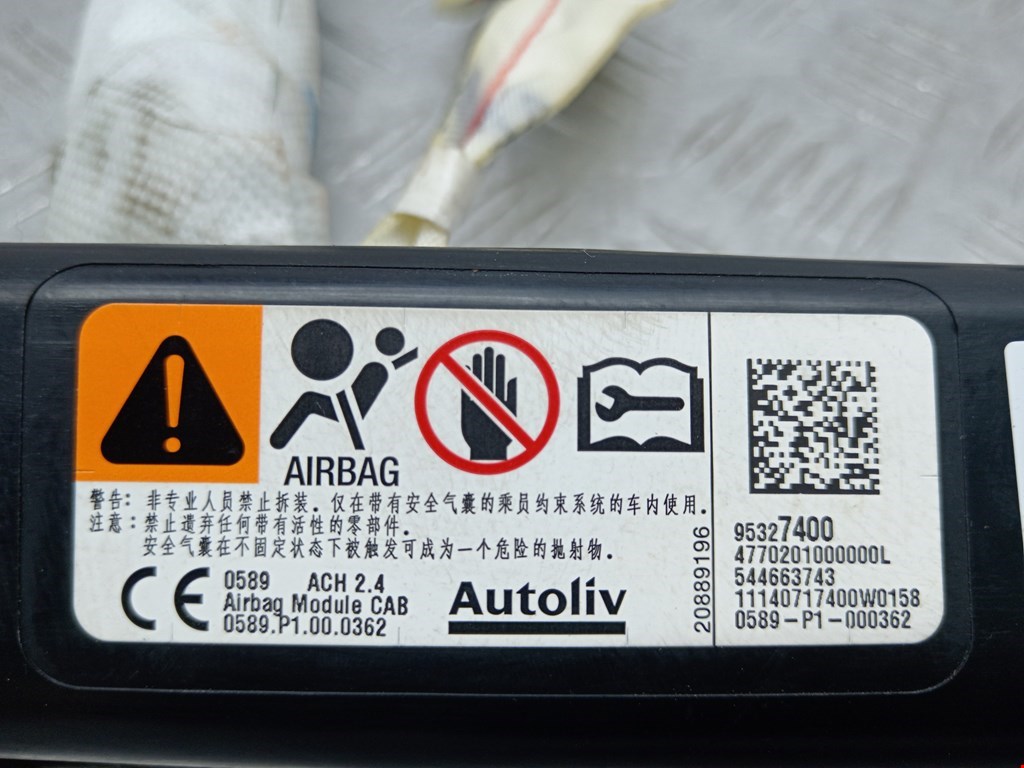 AIRBAG
警告: 非专业人员禁止拆装。仅在带有安全气囊的乘员约束系统的车内使用。
注意: 禁止遗弃任何带有活性的零部件。
安全气囊在不固定状态下被触发可成为一个危险的抛射物。
CE
0589 ACH 2.4
Airbag Module CAB
0589.P1.00.0362
Autoliv
20889196
95327400
4770201000000L
544663743
11140717400W0158
0589-P1-000362